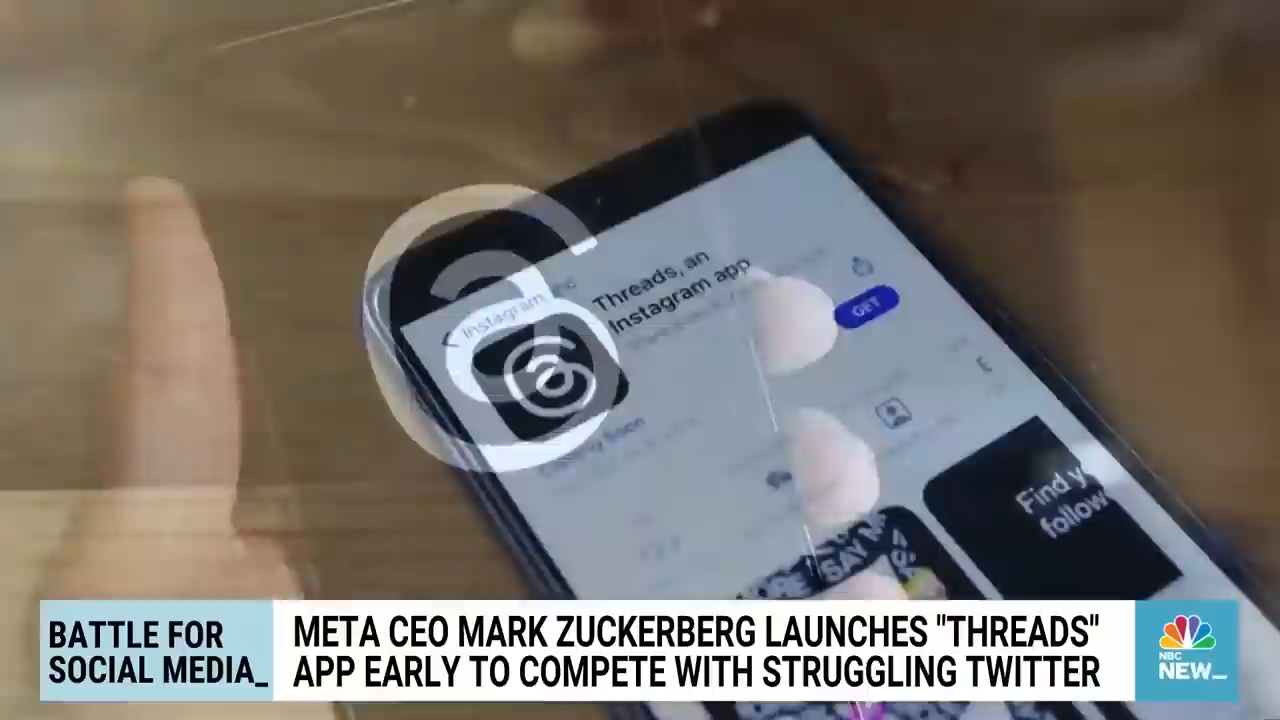 Instagram
Threads, an
Instagram app
GET
Find y
follow
SAY
BATTLE FOR
SOCIAL MEDIA_
META CEO MARK ZUCKERBERG LAUNCHES "THREADS"
APP EARLY TO COMPETE WITH STRUGGLING TWITTER
NBC
NEW_